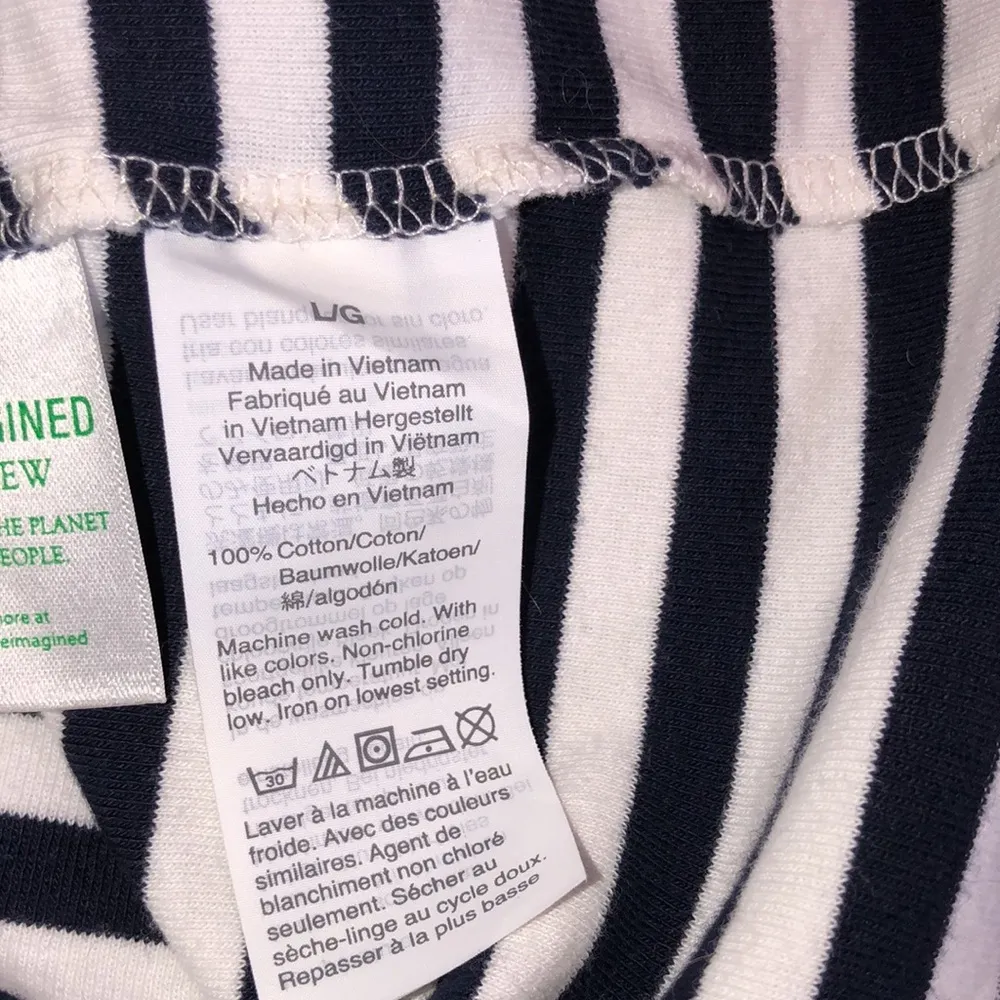 L/G
Made in Vietnam
Fabriqué au Vietnam
in Vietnam Hergestellt
Vervaardigd in Viëtnam
ベトナム製
Hecho en Vietnam
100% Cotton/Coton/
Baumwolle/Katoen/
綿/algodón
Machine wash cold. With
like colors. Non-chlorine
bleach only. Tumble dry
low. Iron on lowest setting.
30
Laver à la machine à l'eau
froide. Avec des couleurs
similaires. Agent de
blanchiment non chloré
seulement. Sécher au
sèche-linge au cycle doux.
Repasser à la plus basse
INED
EW
HE PLANET
EOPLE.
ore at
eimagined